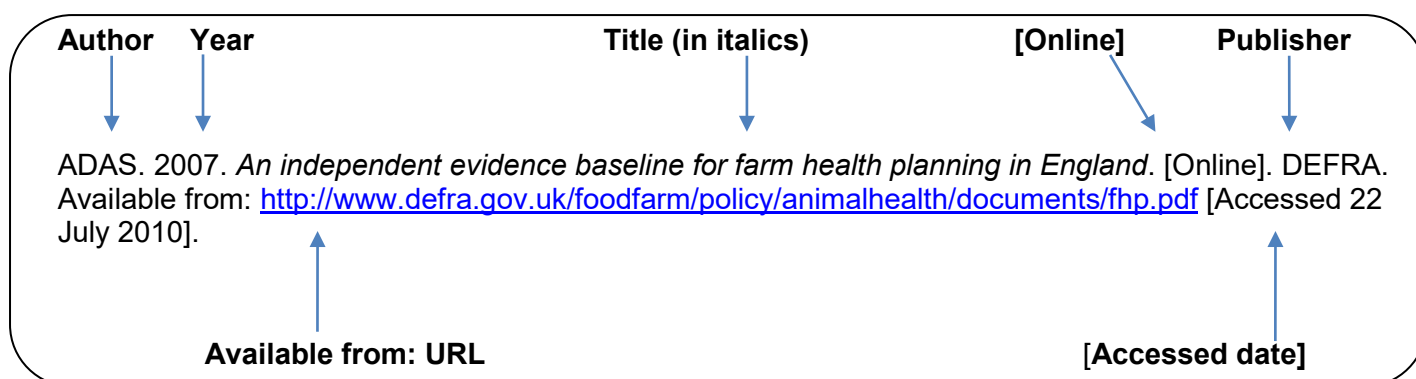 Author Year Title (in italics) [Online] Publisher
ADAS. 2007. An independent evidence baseline for farm health planning in England. [Online]. DEFRA.
Available from: http://www.defra.gov.uk/foodfarm/policy/animalhealth/documents/fhp.pdf [Accessed 22
July 2010].
Available from: URL [Accessed date]